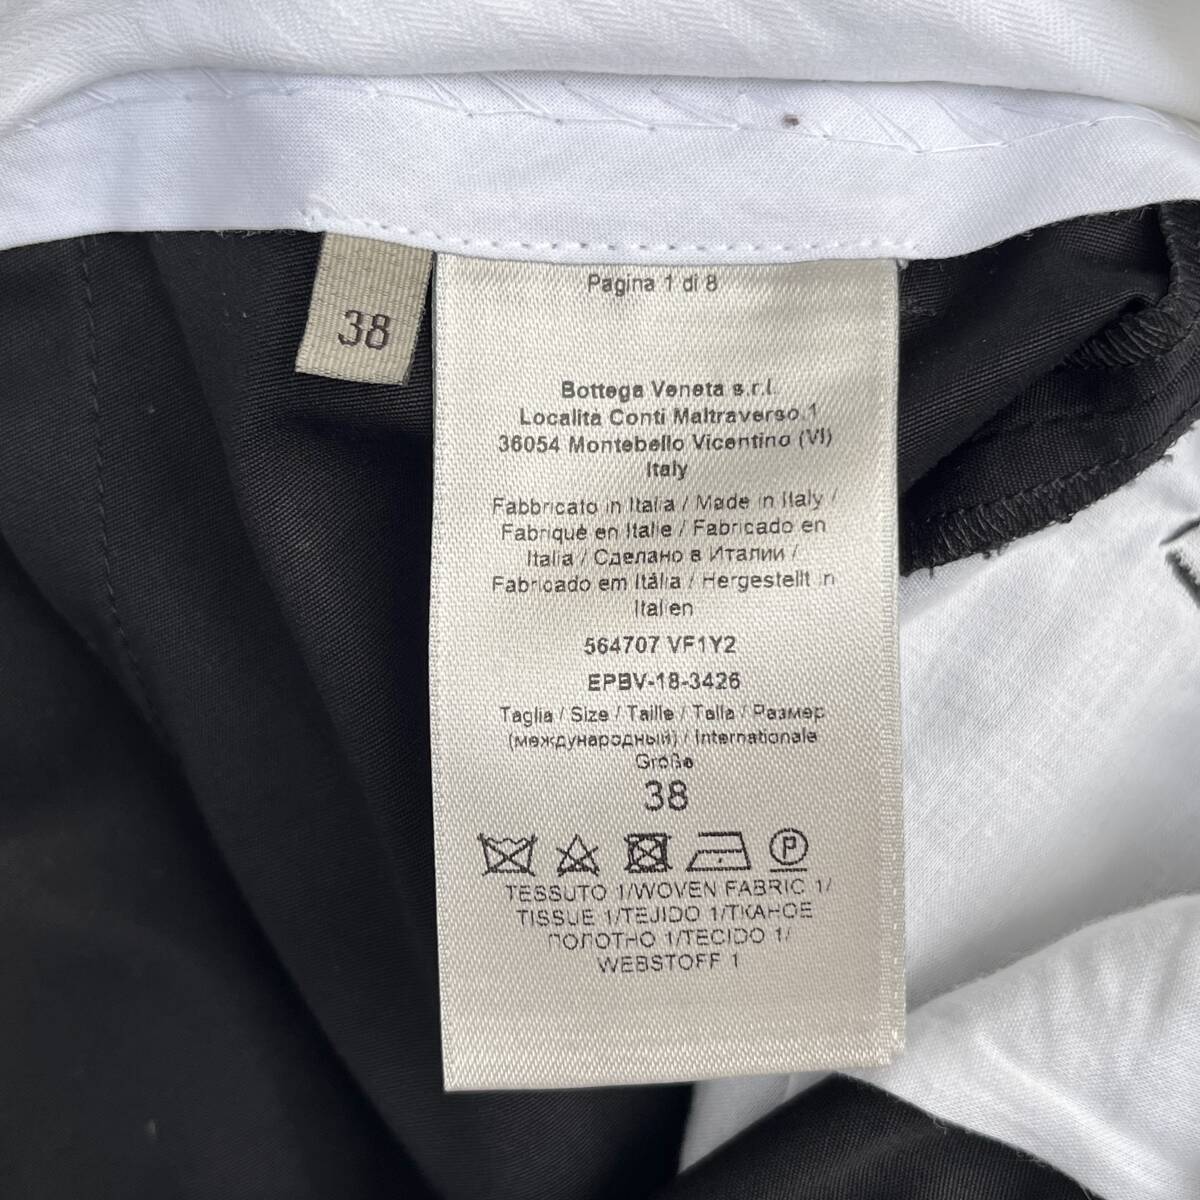 38
Pagina 1 di 8
Bottega Veneta s.r.l.
Localita Conti Maltraverso,1
36054 Montebello Vicentino (VI)
Italy
Fabbricato in Italia / Made in Italy /
Fabriqué en Italie / Fabricado en
Italia / Сделано в Италии /
Fabricado em Itália / Hergestellt in
Italien
564707 VF1Y2
EPBV-18-3426
Taglia / Size / Taille / Talla / Размер
(международный) / Internationale
Größe
38
P
TESSUTO 1/WOVEN FABRIC 1/
TISSUE 1/TEJIDO 1/ТКАНОЕ
ПОЛОТНО 1/TECIDO 1/
WEBSTOFF 1